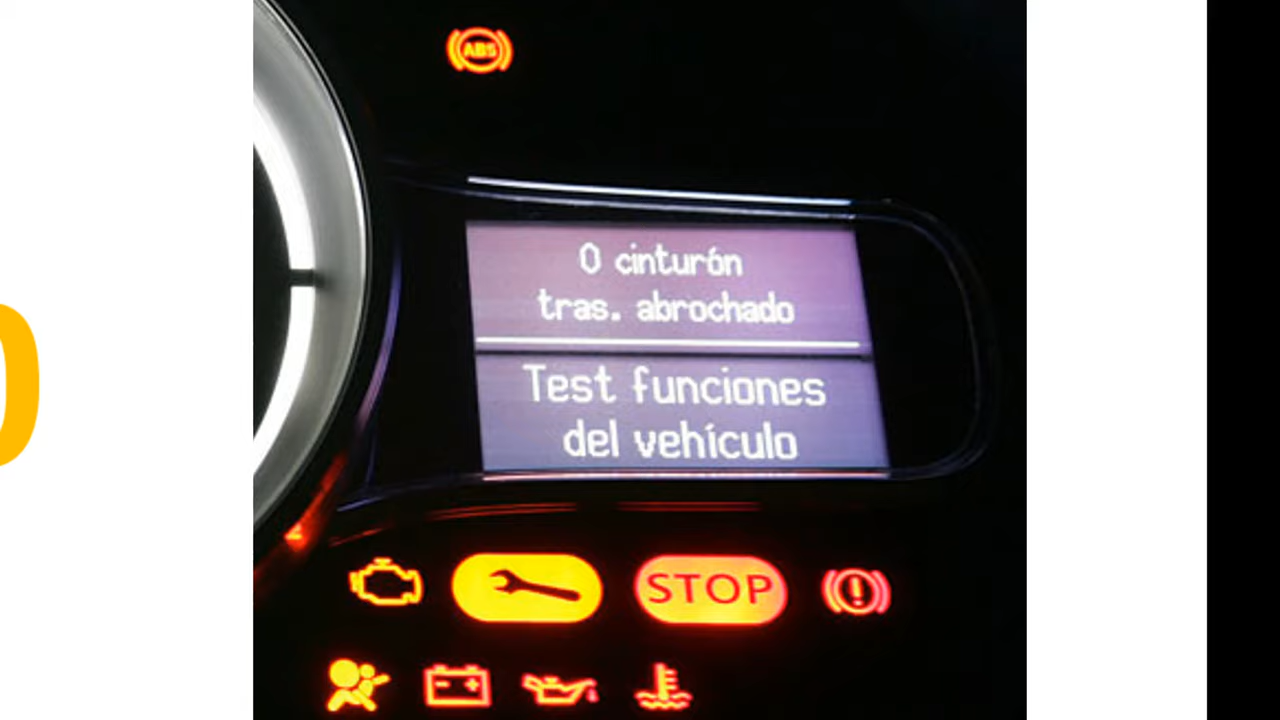 ABS
0 cinturón
tras. abrochado
Test funciones
del vehículo
STOP